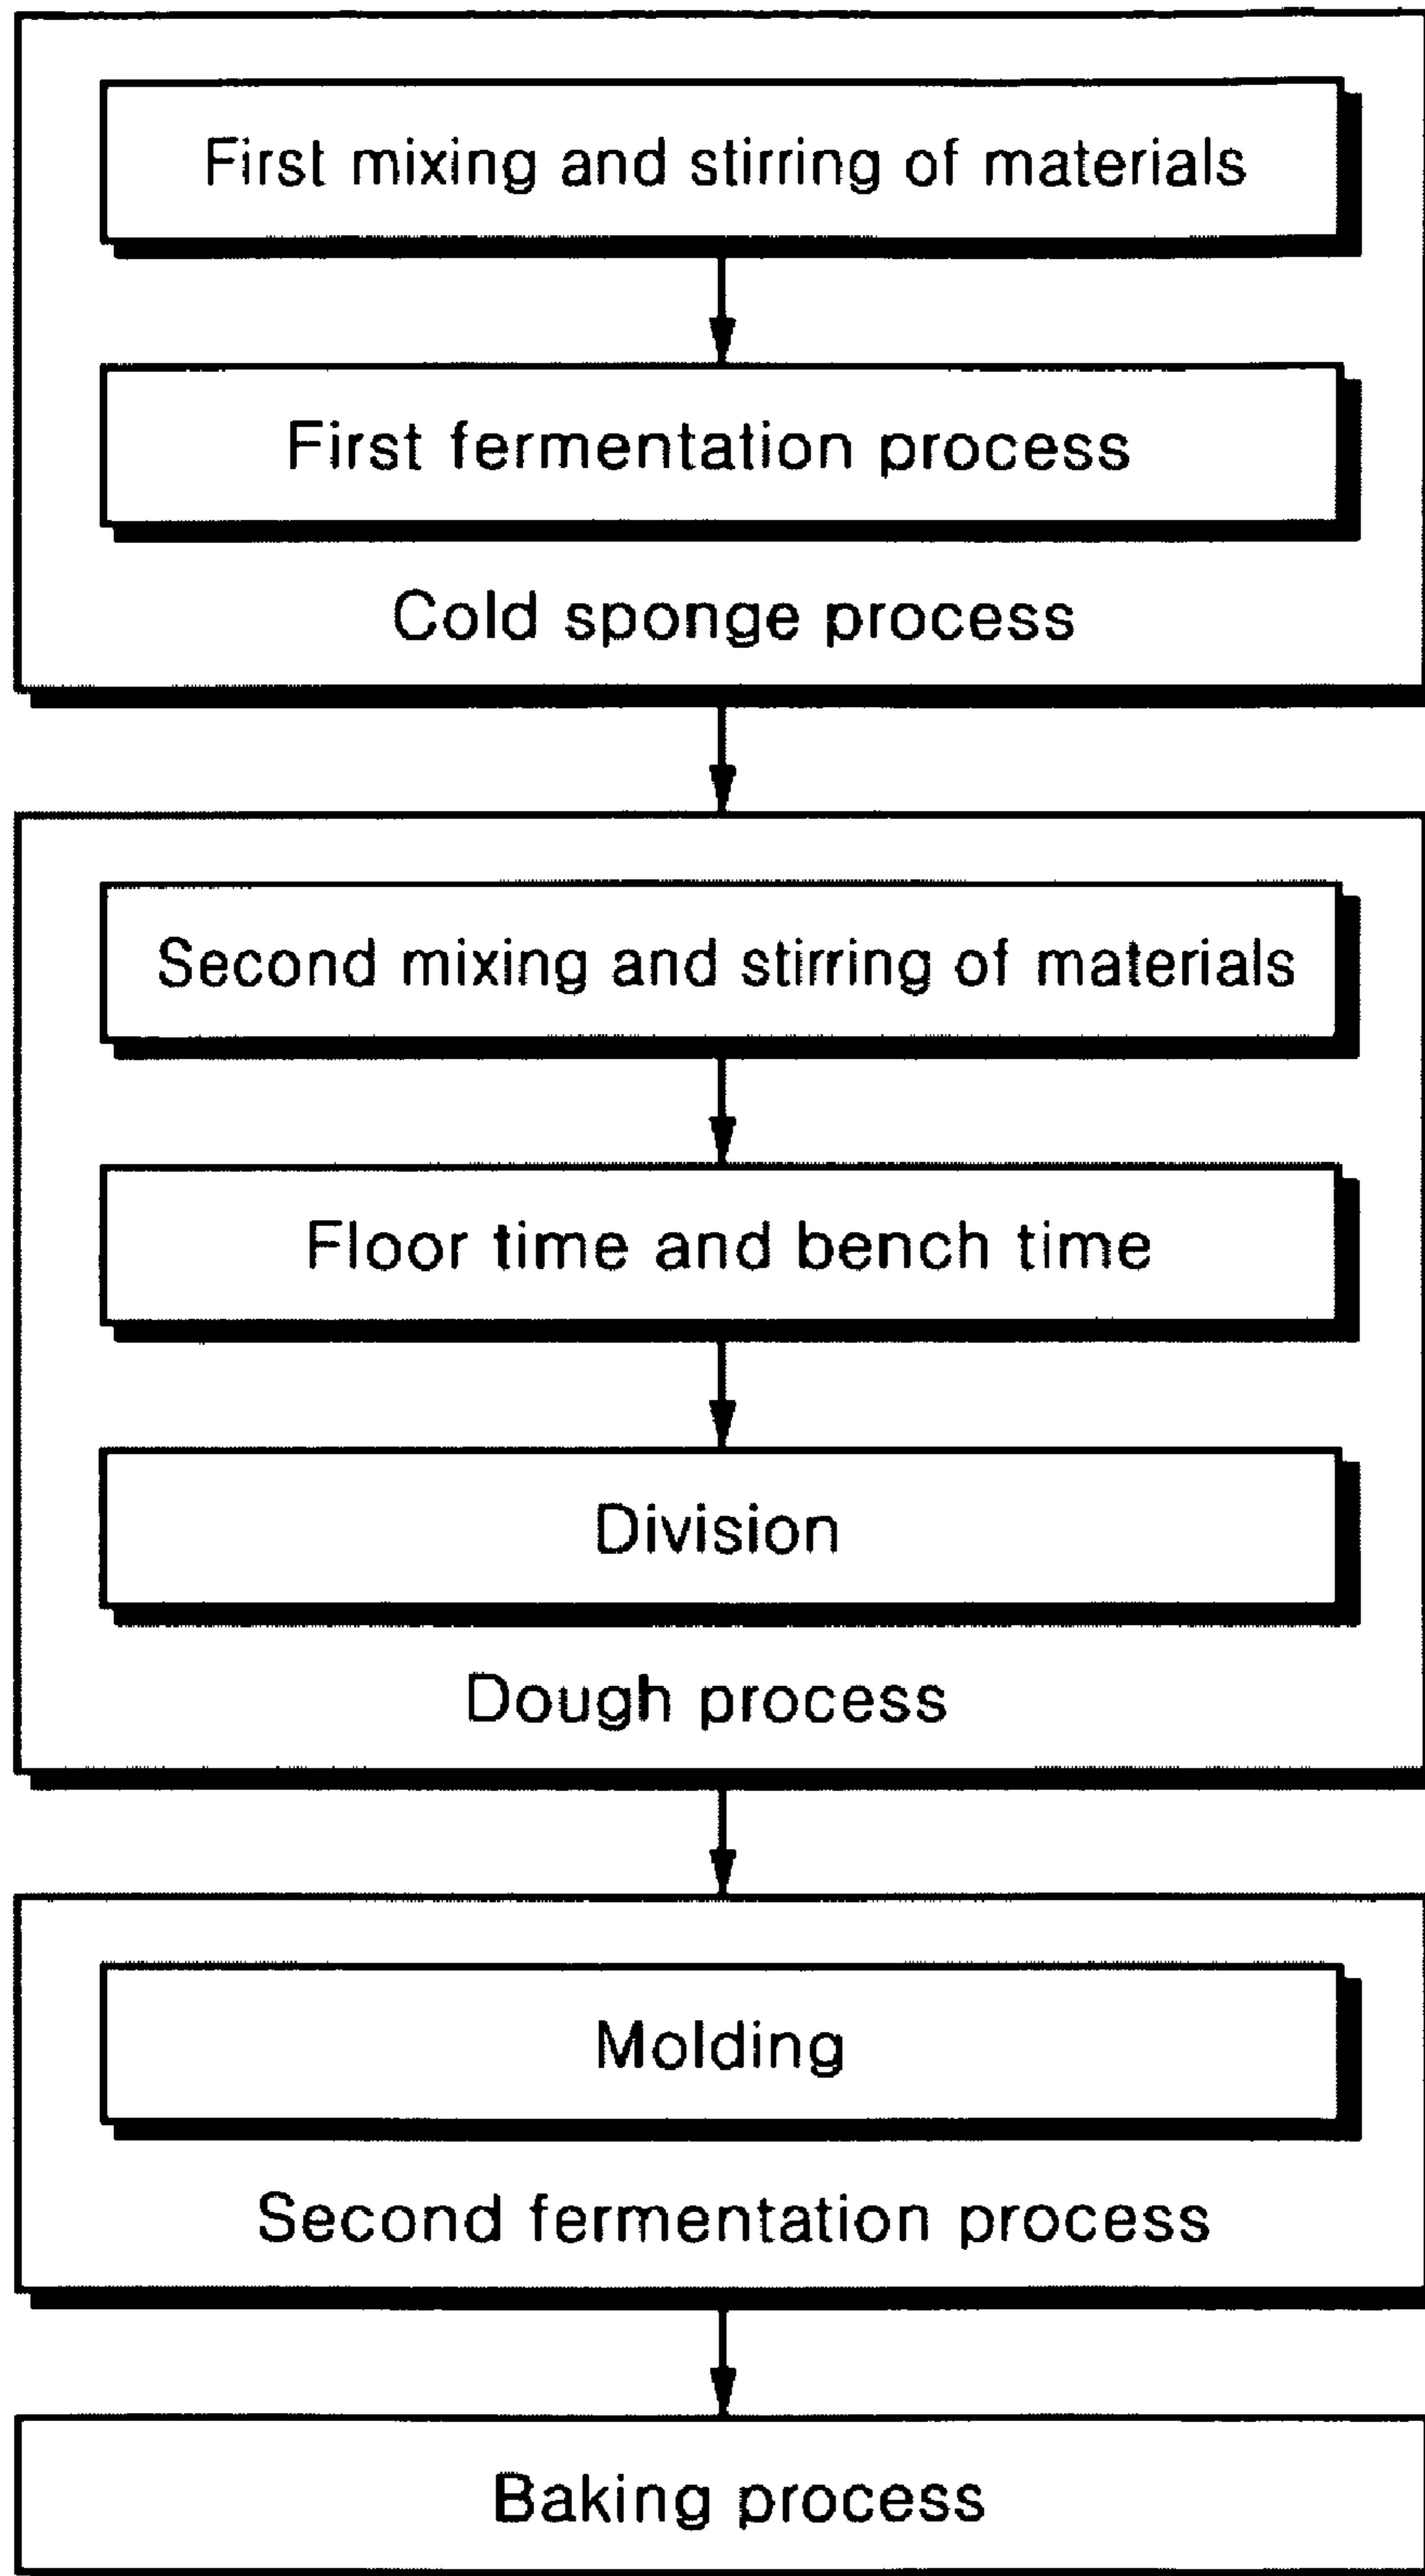 First mixing and stirring of materials
First fermentation process
Cold sponge process
Second mixing and stirring of materials
Floor time and bench time
Division
Dough process
Molding
Second fermentation process
Baking process